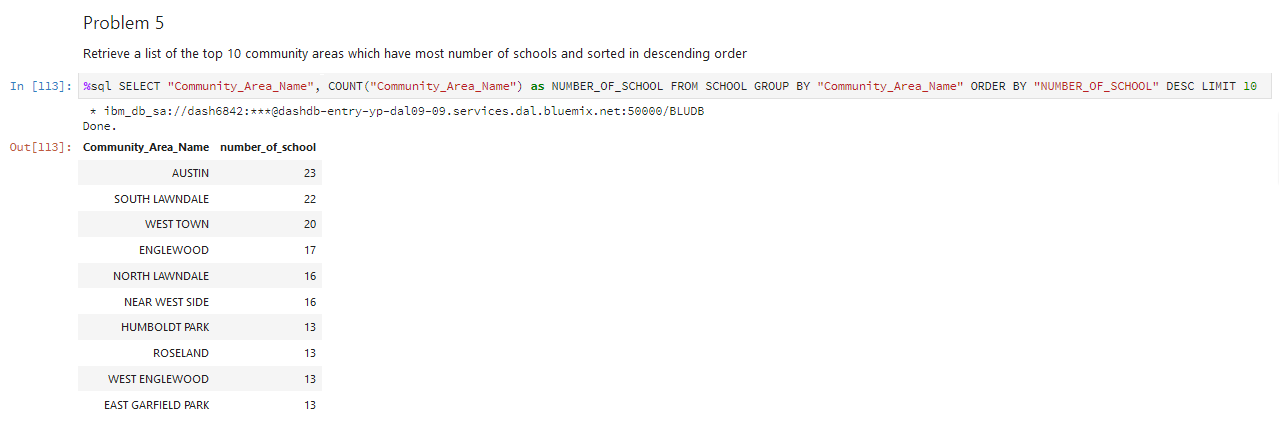 Problem 5
Retrieve a list of the top 10 community areas which have most number of schools and sorted in descending order
In [113]: %sql SELECT "Community_Area_Name", COUNT("Community_Area_Name") as NUMBER_OF_SCHOOL FROM SCHOOL GROUP BY "Community_Area_Name" ORDER BY "NUMBER_OF_SCHOOL" DESC LIMIT 10
* ibm_db_sa://dash6842:***@dashdb-entry-yp-dal09-09.services.dal.bluemix.net:50000/BLUDB
Done.
Out[113]: Community_Area_Name number_of_school
AUSTIN 23
SOUTH LAWNDALE 22
WEST TOWN 20
ENGLEWOOD 17
NORTH LAWNDALE 16
NEAR WEST SIDE 16
HUMBOLDT PARK 13
ROSELAND 13
WEST ENGLEWOOD 13
EAST GARFIELD PARK 13